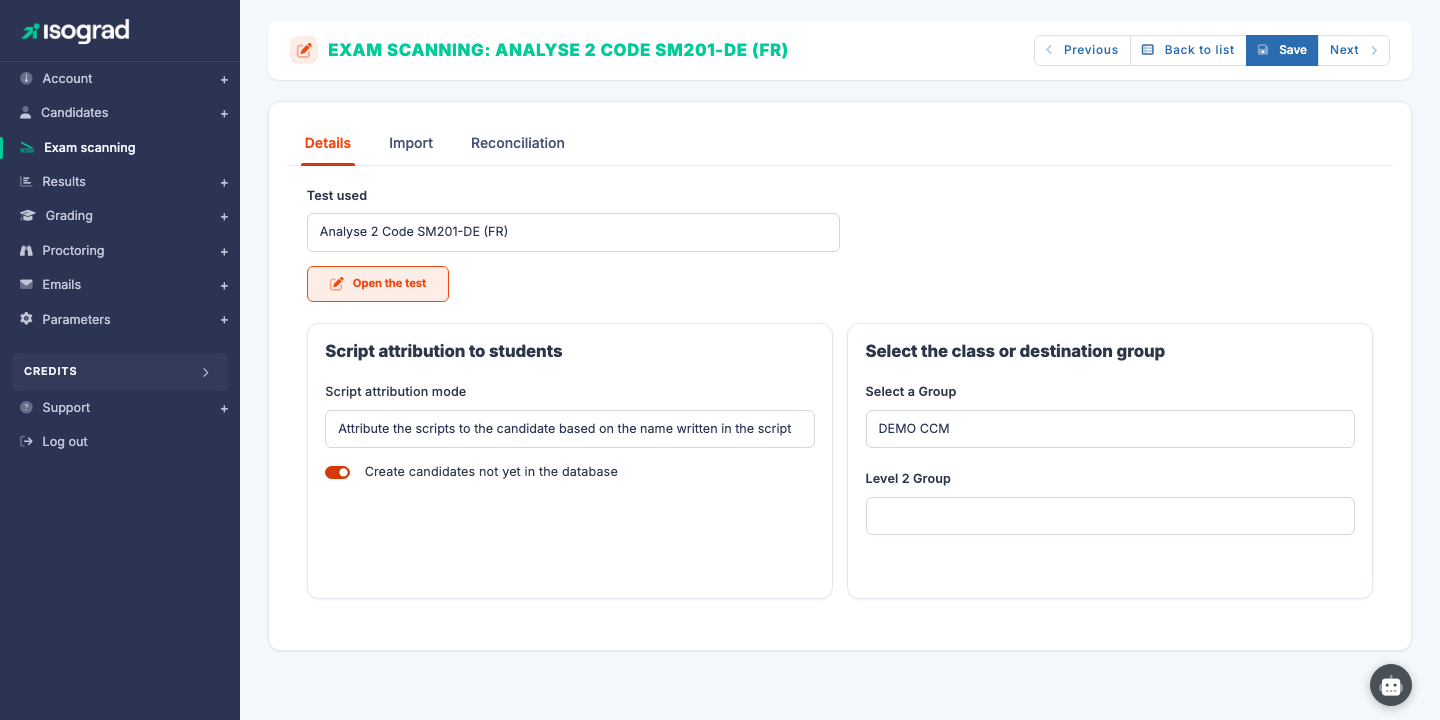 isograd
Account +
Candidates +
Exam scanning
Results +
Grading +
Proctoring +
Emails +
Parameters +
CREDITS
Support +
Log out
EXAM SCANNING: ANALYSE 2 CODE SM201-DE (FR)
Previous
Back to list
Save
Next
Details
Import
Reconciliation
Test used
Analyse 2 Code SM201-DE (FR)
Open the test
Script attribution to students
Script attribution mode
Attribute the scripts to the candidate based on the name written in the script
Create candidates not yet in the database
Select the class or destination group
Select a Group
DEMO CCM
Level 2 Group